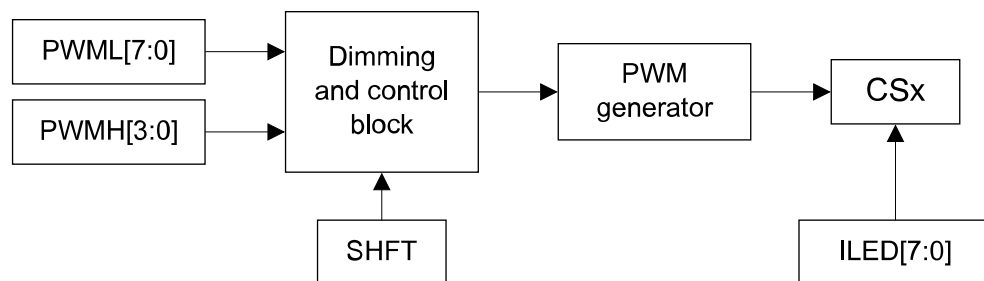 PWML[7:0]
PWMH[3:0]
Dimming
and control
block
SHFT
PWM
generator
CSx
ILED[7:0]